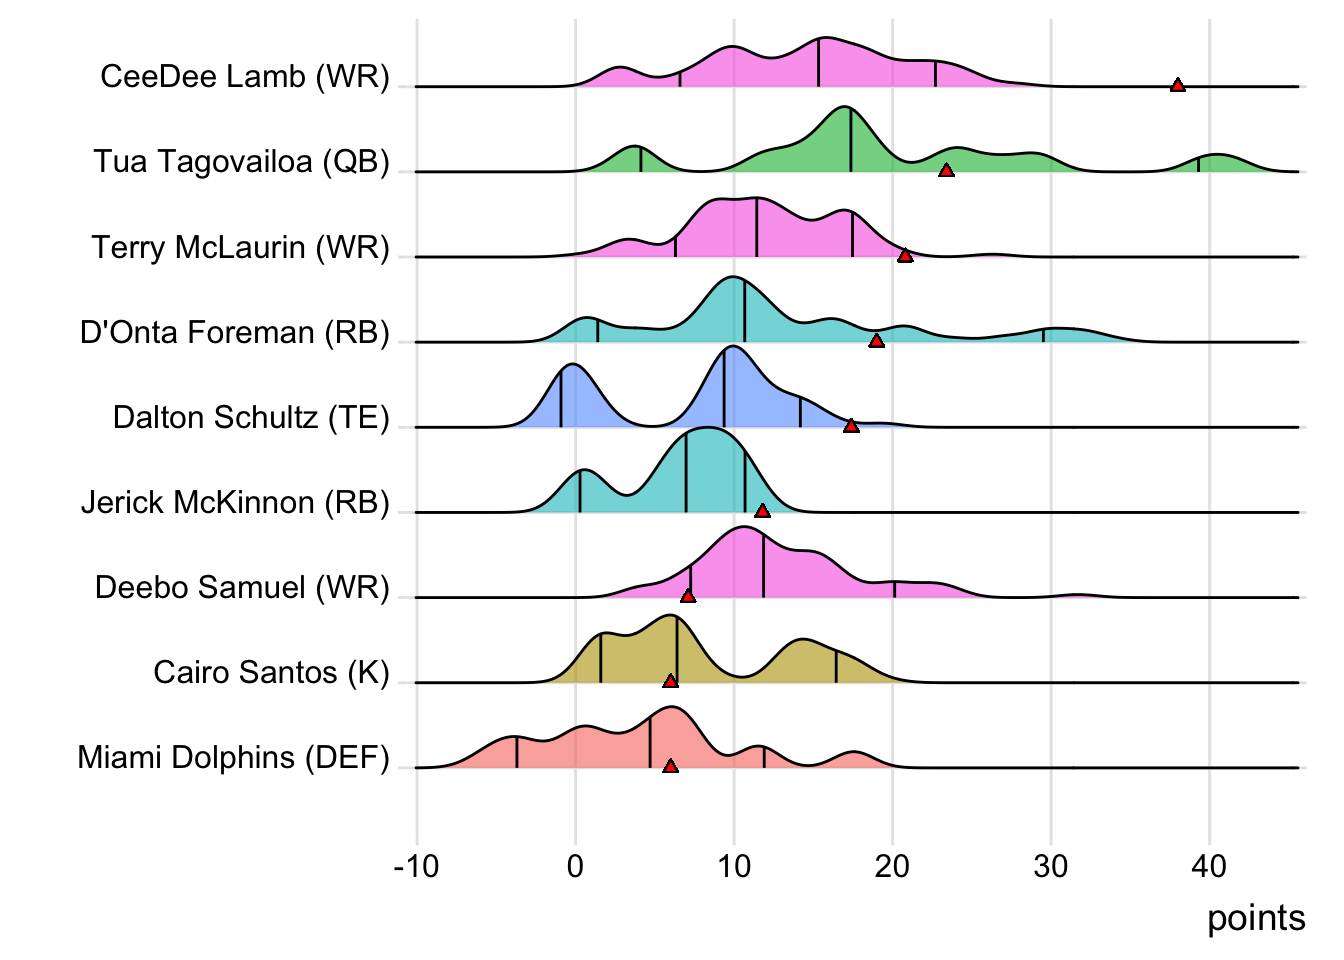 CeeDee Lamb (WR)
Tua Tagovailoa (QB)
Terry McLaurin (WR)
D'Onta Foreman (RB)
Dalton Schultz (TE)
Jerick McKinnon (RB)
Deebo Samuel (WR)
Cairo Santos (K)
Miami Dolphins (DEF)
-10 0 10 20 30 40
points